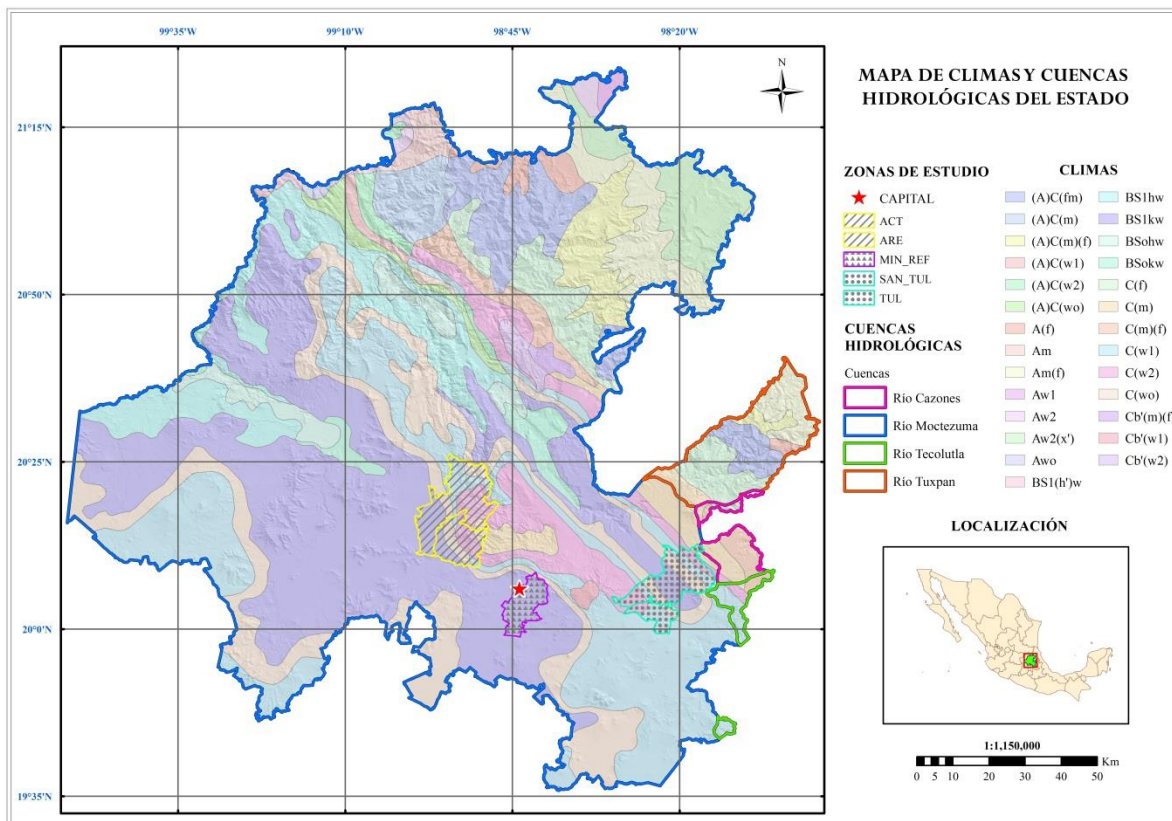 99°35'W 99°10'W 98°45'W 98°20'W
21°15'N
20°50'N
20°25'N
20°0'N
19°35'N
N
MAPA DE CLIMAS Y CUENCAS
HIDROLÓGICAS DEL ESTADO
ZONAS DE ESTUDIO
CAPITAL
ACT
ARE
MIN_REF
SAN_TUL
TUL
CUENCAS
HIDROLÓGICAS
Cuencas
Río Cazones
Río Moctezuma
Río Tecolutla
Río Tuxpan
CLIMAS
(A)C(fm)
(A)C(m)
(A)C(m)(f)
(A)C(w1)
(A)C(w2)
(A)C(wo)
A(f)
Am
Am(f)
Aw1
Aw2
Aw2(x')
Awo
BS1(h')w
BS1hw
BS1kw
BSohw
BSokw
C(f)
C(m)
C(m)(f)
C(w1)
C(w2)
C(wo)
Cb'(m)(f
Cb'(w1)
Cb'(w2)
LOCALIZACIÓN
1:1,150,000
Km
0 5 10 20 30 40 50